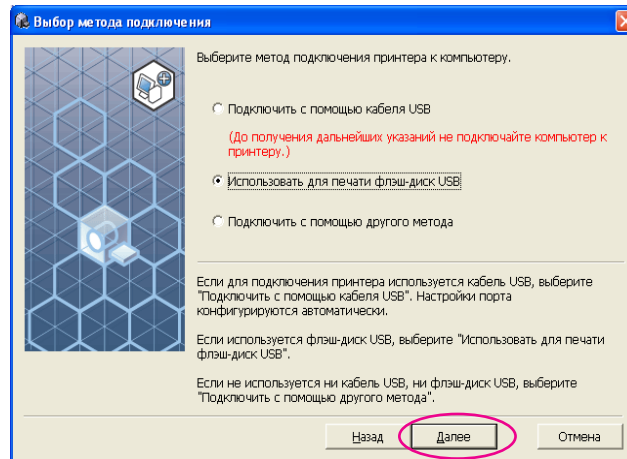 Выбор метода подключения
Выберите метод подключения принтера к компьютеру.
Подключить с помощью кабеля USB
(До получения дальнейших указаний не подключайте компьютер к
принтеру.)
Использовать для печати флэш-диск USB
Подключить с помощью другого метода
Если для подключения принтера используется кабель USB, выберите
"Подключить с помощью кабеля USB". Настройки порта
конфигурируются автоматически.
Если используется флэш-диск USB, выберите "Использовать для печати
флэш-диск USB".
Если не используется ни кабель USB, ни флэш-диск USB, выберите
"Подключить с помощью другого метода".
Назад Далее Отмена